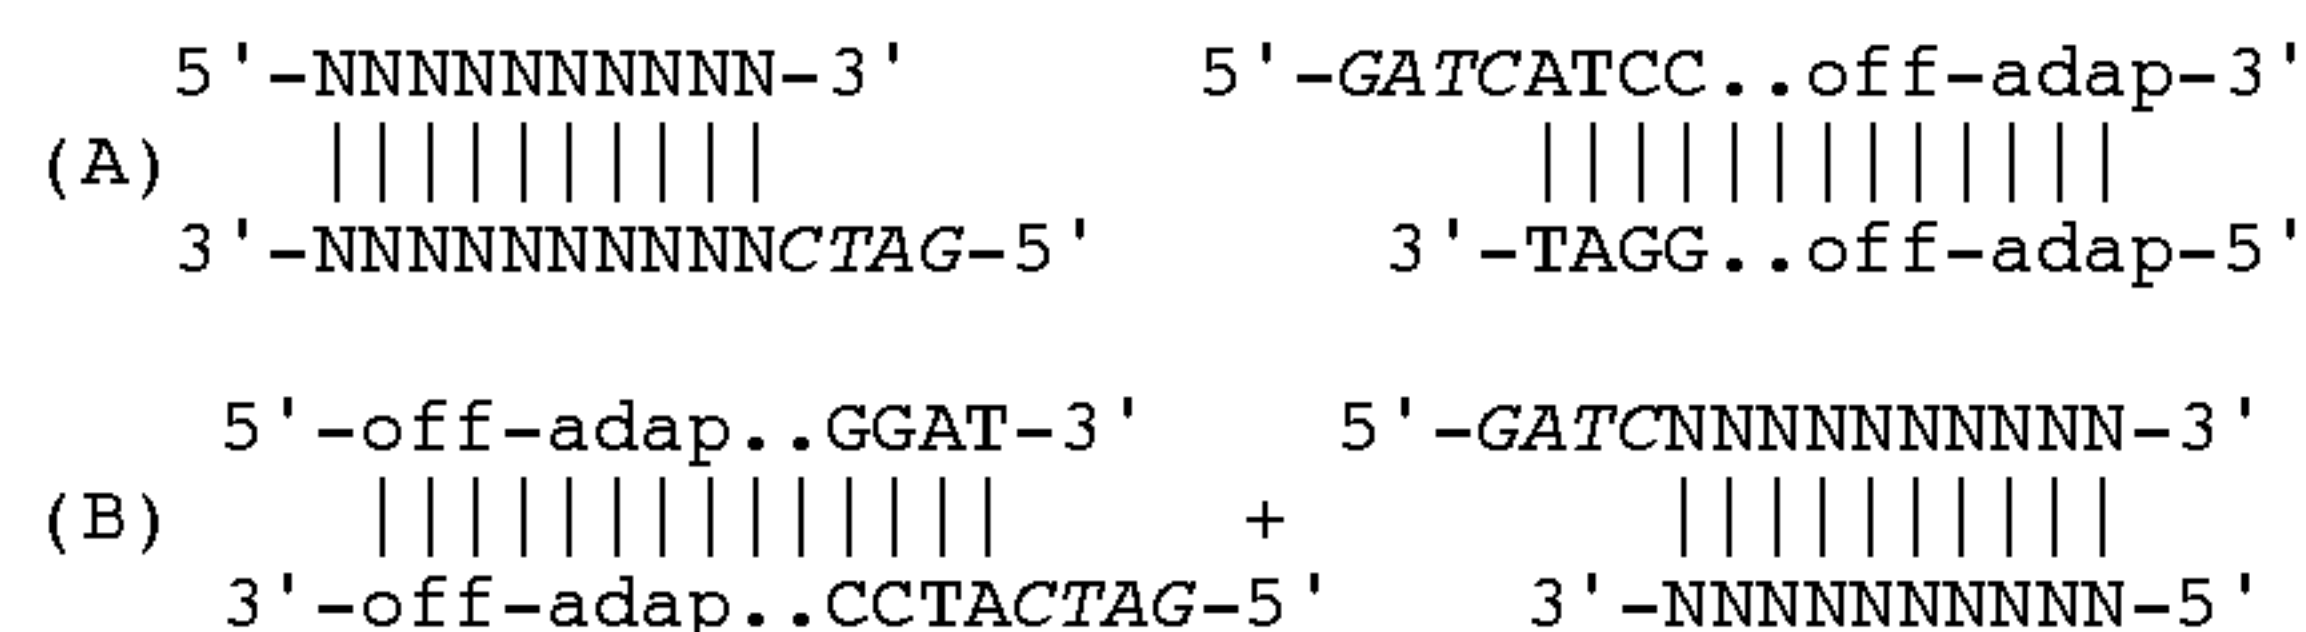 5'-NNNNNNNNNN-3' 5'-GATCATCC..off-adap-3'
(A) |||||||||| |||||||||||||
3'-NNNNNNNNNNCTAG-5' 3'-TAGG..off-adap-5'
5'-off-adap..GGAT-3' 5'-GATCNNNNNNNNNN-3'
(B) |||||||||||||| + ||||||||||
3'-off-adap..CCTACTAG-5' 3'-NNNNNNNNNN-5'